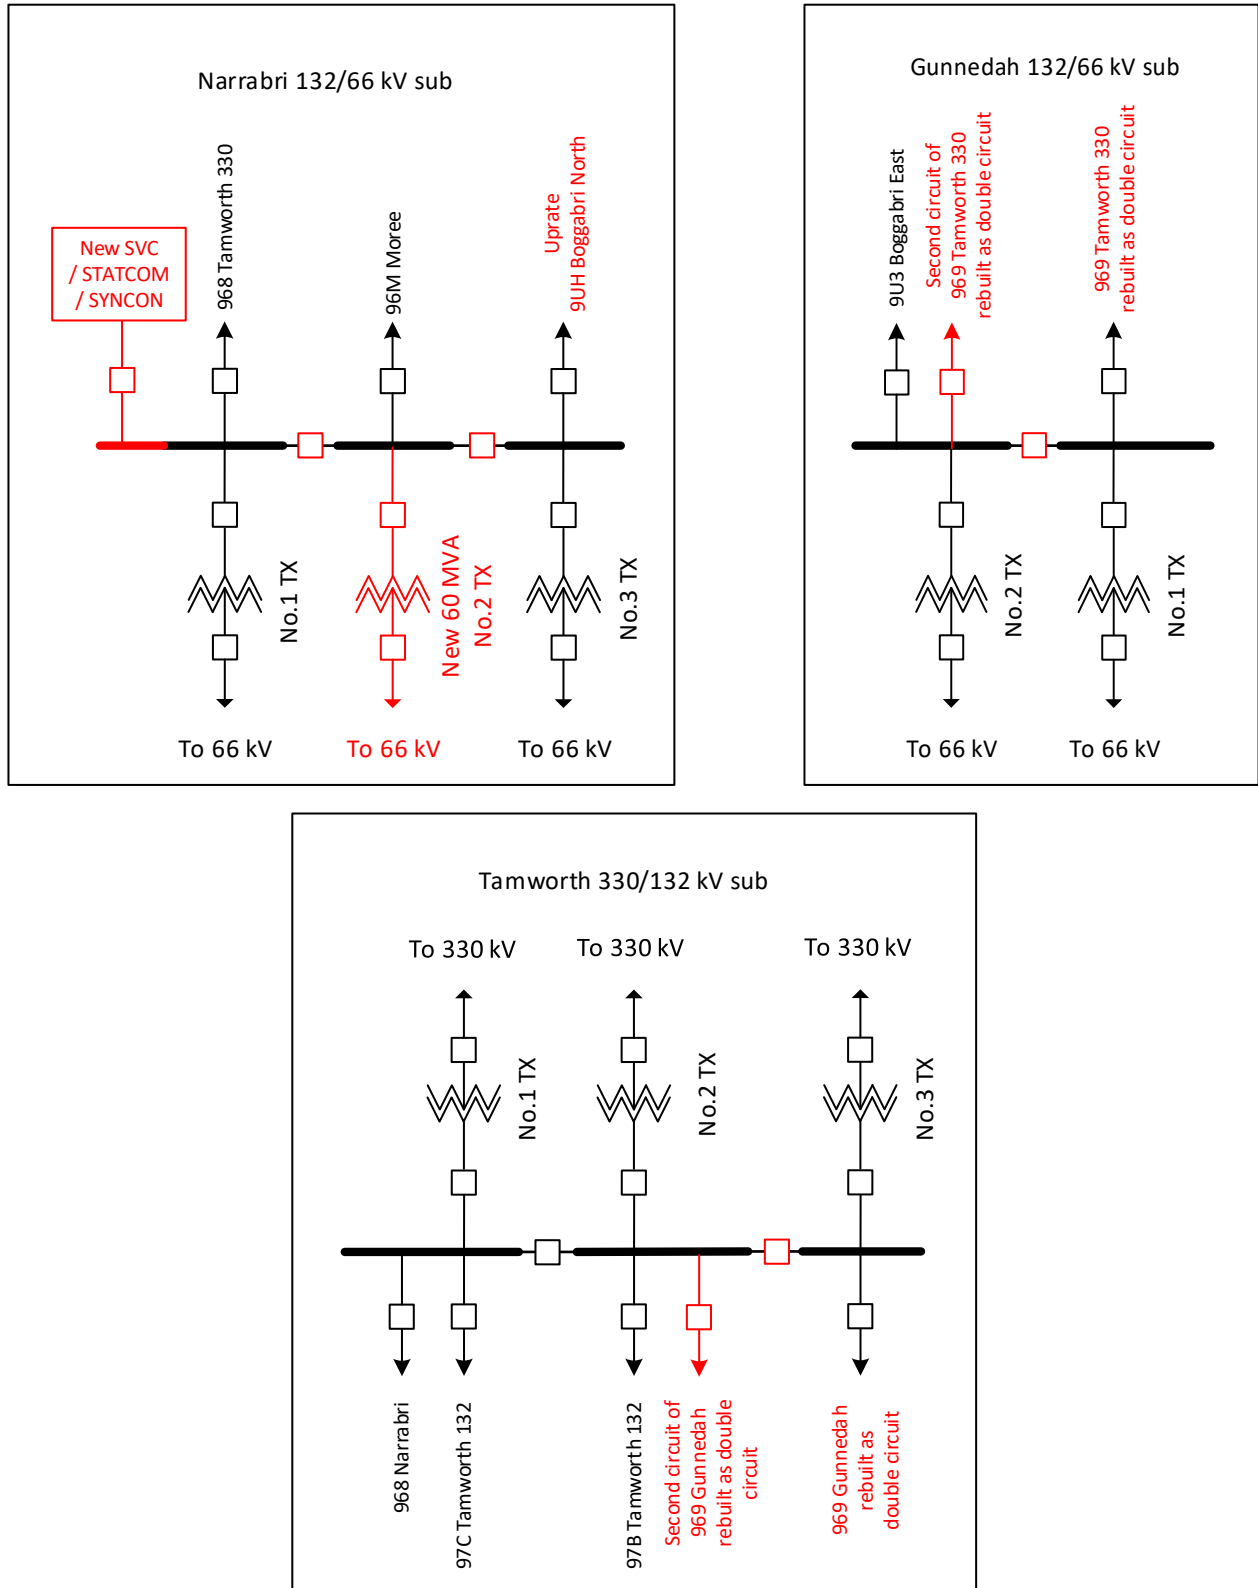 Narrabri 132/66 kV sub
New SVC
/ STATCOM
/ SYNCON
968 Tamworth 330
96M Moree
Uprate
9UH Boggabri North
No.1 TX
New 60 MVA
No.2 TX
No.3 TX
To 66 kV
To 66 kV
To 66 kV
Gunnedah 132/66 kV sub
9U3 Boggabri East
Second circuit of
969 Tamworth 330
rebuilt as double circuit
969 Tamworth 330
rebuilt as double circuit
No.2 TX
No.1 TX
To 66 kV
To 66 kV
Tamworth 330/132 kV sub
To 330 kV
To 330 kV
To 330 kV
No.1 TX
No.2 TX
No.3 TX
968 Narrabri
97C Tamworth 132
97B Tamworth 132
Second circuit of
969 Gunnedah
rebuilt as double
circuit
969 Gunnedah
rebuilt as
double circuit